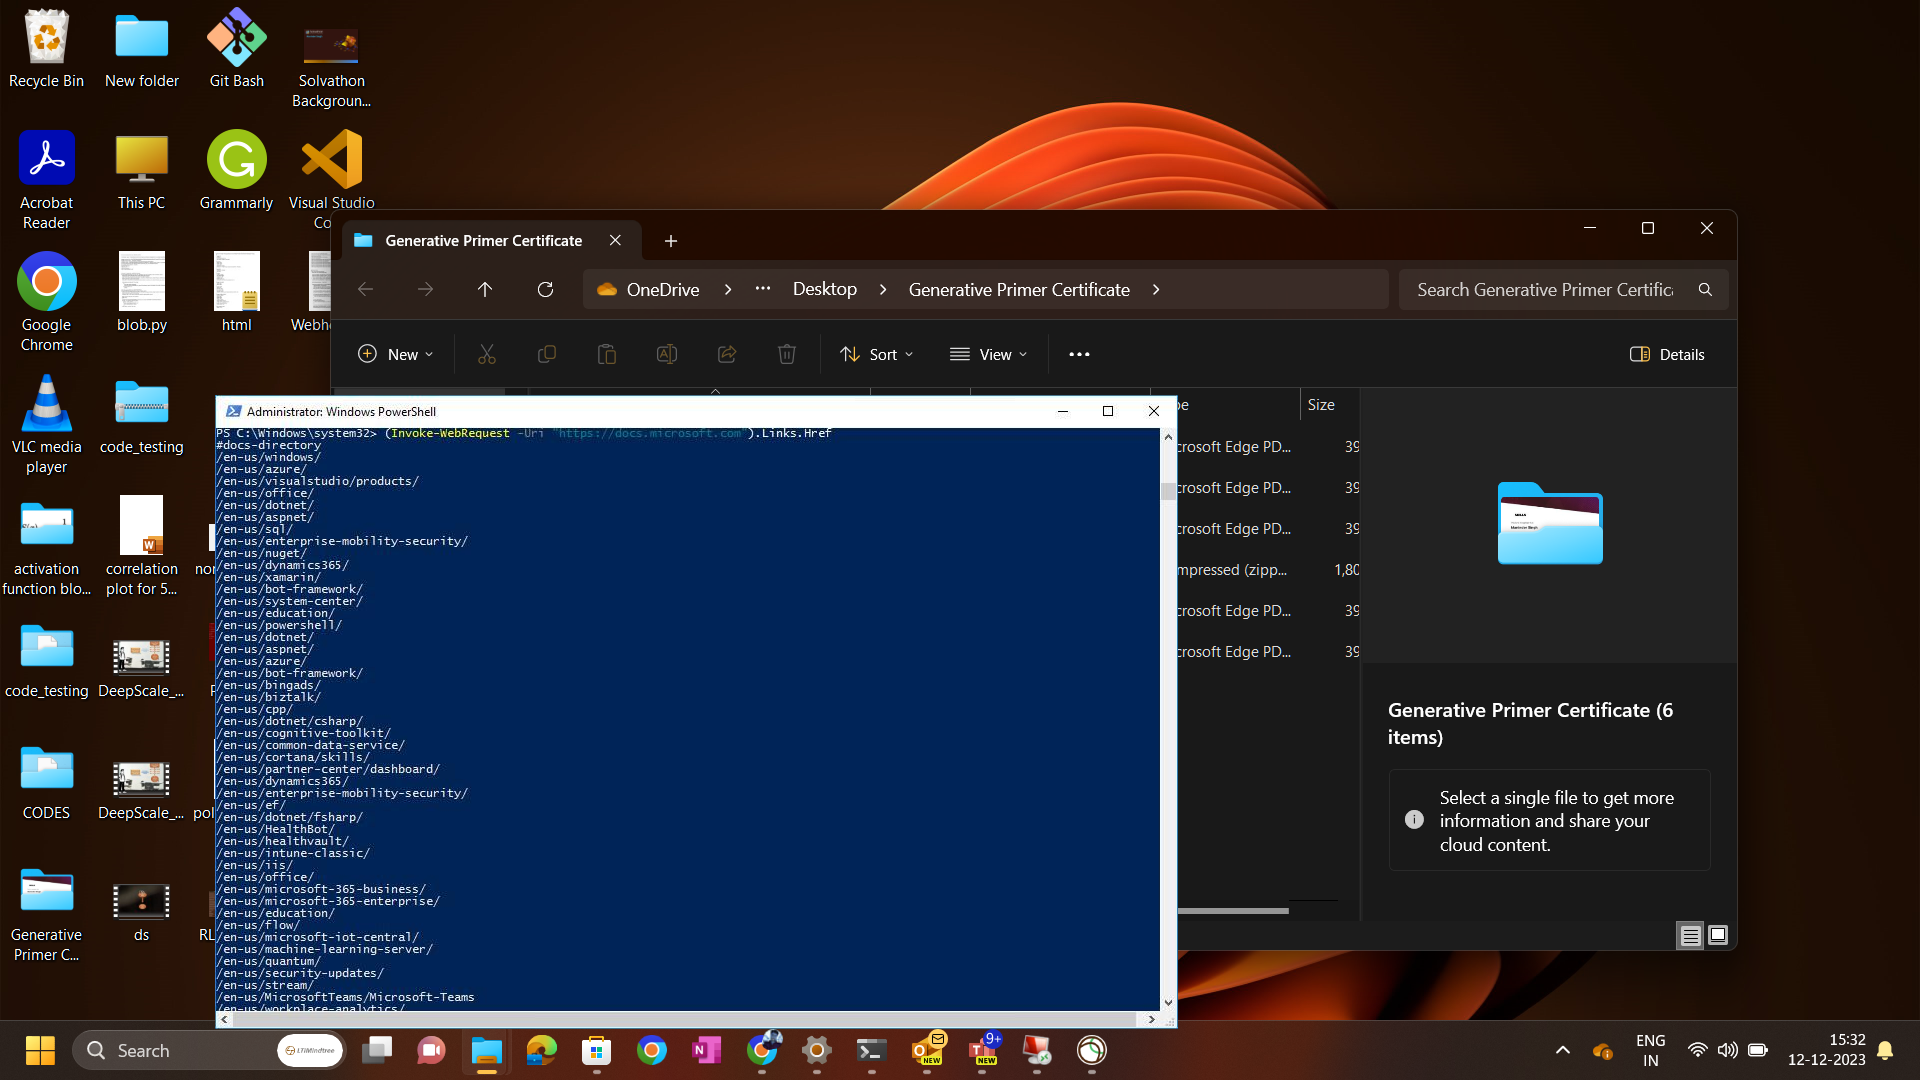 Recycle Bin
New folder
Git Bash
Solvathon
Backgroun...
Acrobat
Reader
This PC
Grammarly
Visual Studio
Co
Google
Chrome
blob.py
html
Webh
VLC media
player
code_testing
activation
function blo...
correlation
plot for 5...
nor
code_testing
DeepScale_...
CODES
DeepScale_...
pol
Generative
Primer C...
ds
RL
Generative Primer Certificate
OneDrive
Desktop
Generative Primer Certificate
Search Generative Primer Certific
New
Sort
View
Details
pe
Size
crosoft Edge PD...
39
crosoft Edge PD...
39
crosoft Edge PD...
39
mpressed (zipp...
1,80
crosoft Edge PD...
39
crosoft Edge PD...
39
Generative Primer Certificate (6
items)
Select a single file to get more
information and share your
cloud content.
Administrator: Windows PowerShell
PS C:\Windows\system32> (Invoke-WebRequest -Uri "https://docs.microsoft.com").Links.Href
#docs-directory
/en-us/windows/
/en-us/azure/
/en-us/visualstudio/products/
/en-us/office/
/en-us/dotnet/
/en-us/aspnet/
/en-us/sql/
/en-us/enterprise-mobility-security/
/en-us/nuget/
/en-us/dynamics365/
/en-us/xamarin/
/en-us/bot-framework/
/en-us/system-center/
/en-us/education/
/en-us/powershell/
/en-us/dotnet/
/en-us/aspnet/
/en-us/azure/
/en-us/bot-framework/
/en-us/bingads/
/en-us/biztalk/
/en-us/cpp/
/en-us/dotnet/csharp/
/en-us/cognitive-toolkit/
/en-us/common-data-service/
/en-us/cortana/skills/
/en-us/partner-center/dashboard/
/en-us/dynamics365/
/en-us/enterprise-mobility-security/
/en-us/ef/
/en-us/dotnet/fsharp/
/en-us/HealthBot/
/en-us/healthvault/
/en-us/intune-classic/
/en-us/iis/
/en-us/office/
/en-us/microsoft-365-business/
/en-us/microsoft-365-enterprise/
/en-us/education/
/en-us/flow/
/en-us/microsoft-iot-central/
/en-us/machine-learning-server/
/en-us/quantum/
/en-us/security-updates/
/en-us/stream/
/en-us/MicrosoftTeams/Microsoft-Teams
/en-us/workplace-analytics/
Search
LTIMindtree
NEW
9+
NEW
ENG
IN
15:32
12-12-2023